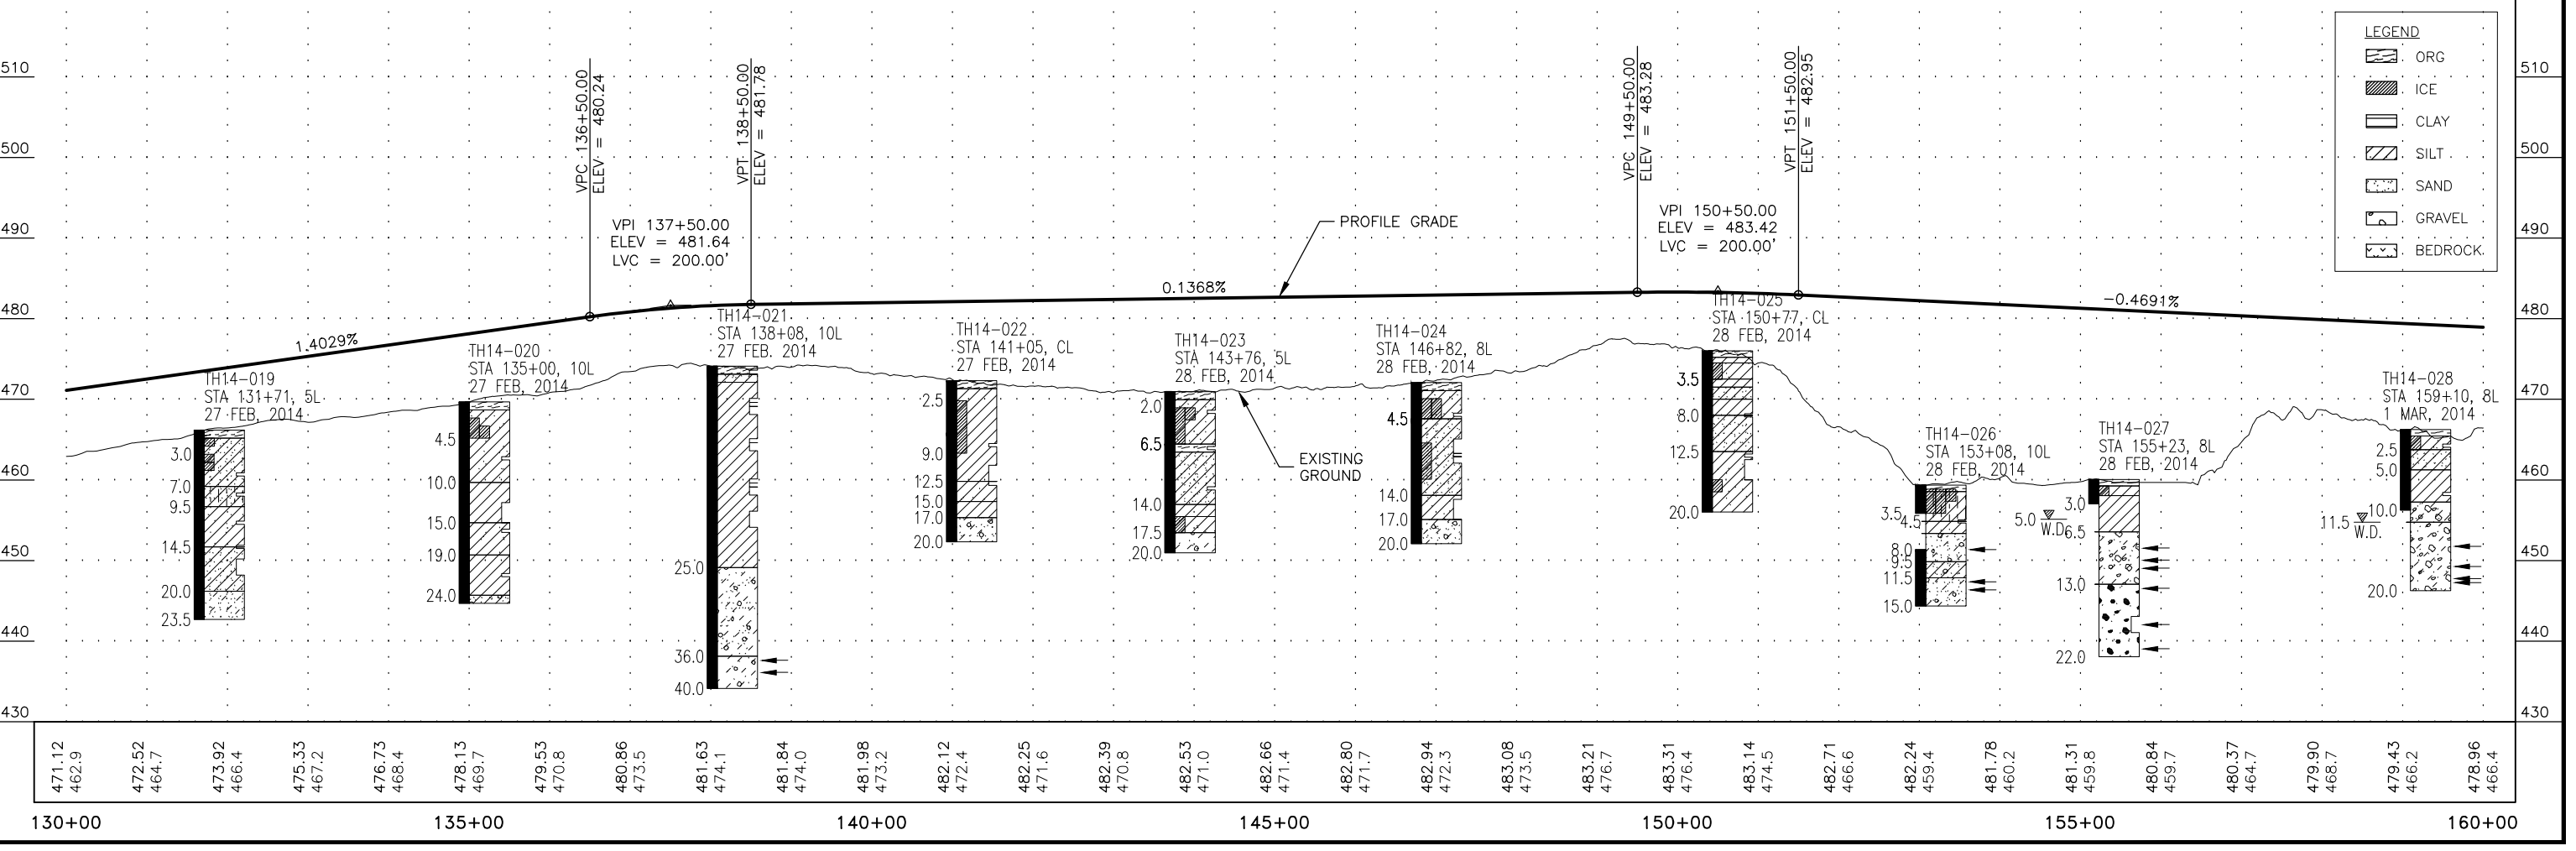 LEGEND
ORG
ICE
CLAY
SILT
SAND
GRAVEL
BEDROCK
510
500
490
480
470
460
450
440
430
510
500
490
480
470
460
450
440
430
VPC 136+50.00
ELEV = 480.24
VPT 138+50.00
ELEV = 481.78
VPI 137+50.00
ELEV = 481.64
LVC = 200.00'
VPC 149+50.00
ELEV = 483.28
VPT 151+50.00
ELEV = 482.95
VPI 150+50.00
ELEV = 483.42
LVC = 200.00'
PROFILE GRADE
1.4029%
0.1368%
-0.4691%
EXISTING
GROUND
TH14-019
STA 131+71, 5L
27 FEB, 2014
3.0
7.0
9.5
14.5
20.0
23.5
TH14-020
STA 135+00, 10L
27 FEB, 2014
4.5
10.0
15.0
19.0
24.0
TH14-021
STA 138+08, 10L
27 FEB. 2014
25.0
36.0
40.0
TH14-022
STA 141+05, CL
27 FEB, 2014
2.5
9.0
12.5
15.0
17.0
20.0
TH14-023
STA 143+76, 5L
28 FEB, 2014
2.0
6.5
14.0
17.5
20.0
TH14-024
STA 146+82, 8L
28 FEB, 2014
4.5
14.0
17.0
20.0
TH14-025
STA 150+77, CL
28 FEB, 2014
3.5
8.0
12.5
20.0
TH14-026
STA 153+08, 10L
28 FEB, 2014
3.5
4.5
8.0
9.5
11.5
15.0
TH14-027
STA 155+23, 8L
28 FEB, 2014
3.0
5.0
W.D.
6.5
13.0
22.0
TH14-028
STA 159+10, 8L
1 MAR, 2014
2.5
5.0
10.0
11.5
W.D.
20.0
471.12
462.9
472.52
464.7
473.92
466.4
475.33
467.2
476.73
468.4
478.13
469.7
479.53
470.8
480.86
473.5
481.63
474.1
481.84
474.0
481.98
473.2
482.12
472.4
482.25
471.6
482.39
470.8
482.53
471.0
482.66
471.4
482.80
471.7
482.94
472.3
483.08
473.5
483.21
476.7
483.31
476.4
483.14
474.5
482.71
466.6
482.24
459.4
481.78
460.2
481.31
459.8
480.84
459.7
480.37
464.7
479.90
468.7
479.43
466.2
478.96
466.4
130+00
135+00
140+00
145+00
150+00
155+00
160+00